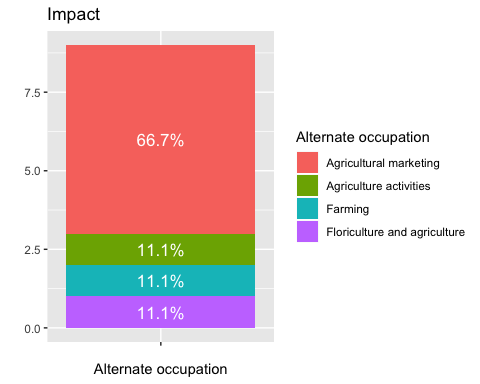 Impact
7.5
5.0
2.5
0.0
66.7%
11.1%
11.1%
11.1%
Alternate occupation
Alternate occupation
Agricultural marketing
Agriculture activities
Farming
Floriculture and agriculture